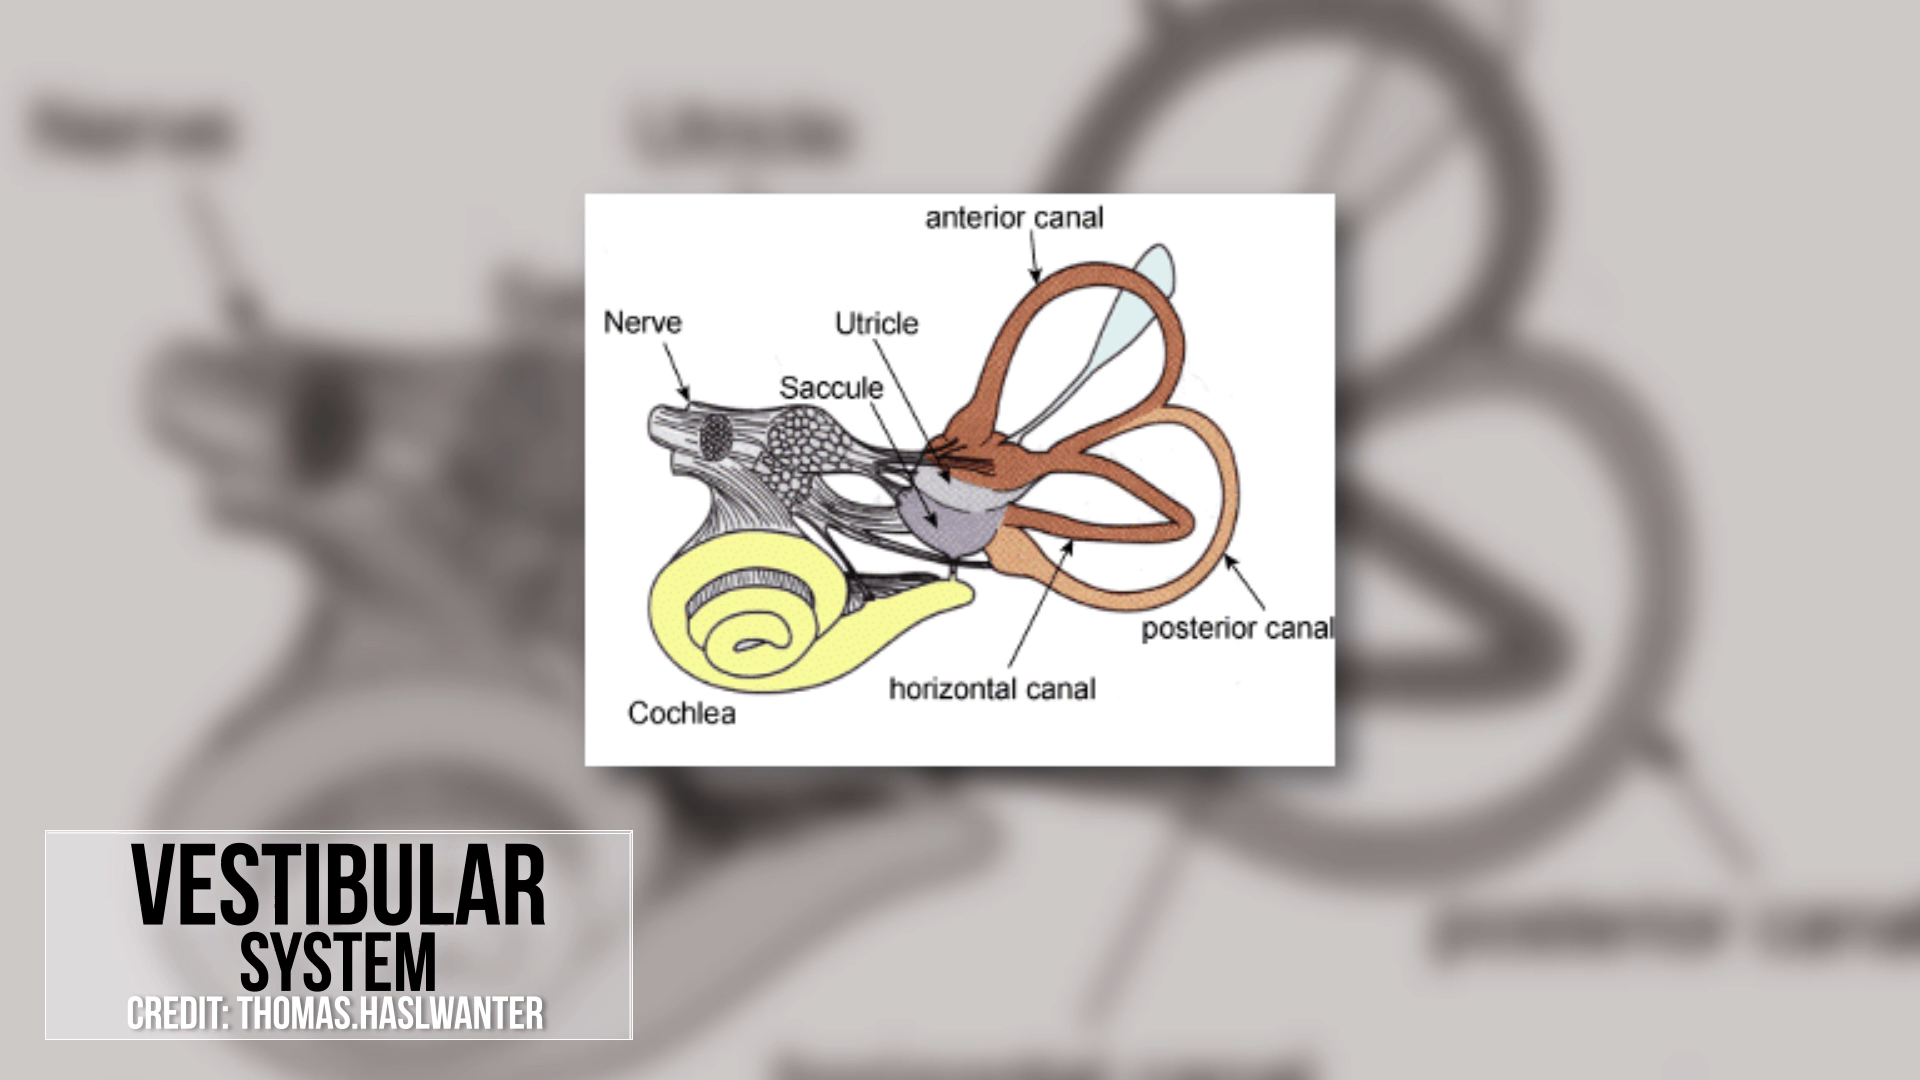 anterior canal
Nerve
Utricle
Saccule
posterior canal
horizontal canal
Cochlea
VESTIBULAR
SYSTEM
CREDIT: THOMAS.HASLWANTER